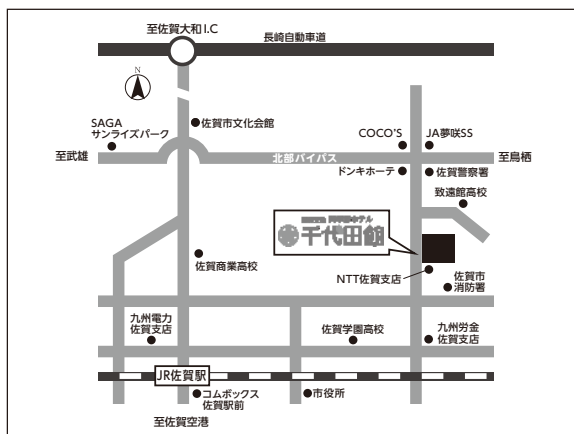 至佐賀大和I.C
長崎自動車道
N
SAGA
サンライズパーク
佐賀市文化会館
COCO'S
JA夢咲SS
至武雄
北部バイパス
至鳥栖
ドンキホーテ
佐賀警察署
致遠館高校
千代田館
佐賀商業高校
NTT佐賀支店
佐賀市
消防署
九州電力
佐賀支店
佐賀学園高校
九州労金
佐賀支店
JR佐賀駅
コムボックス
佐賀駅前
市役所
至佐賀空港